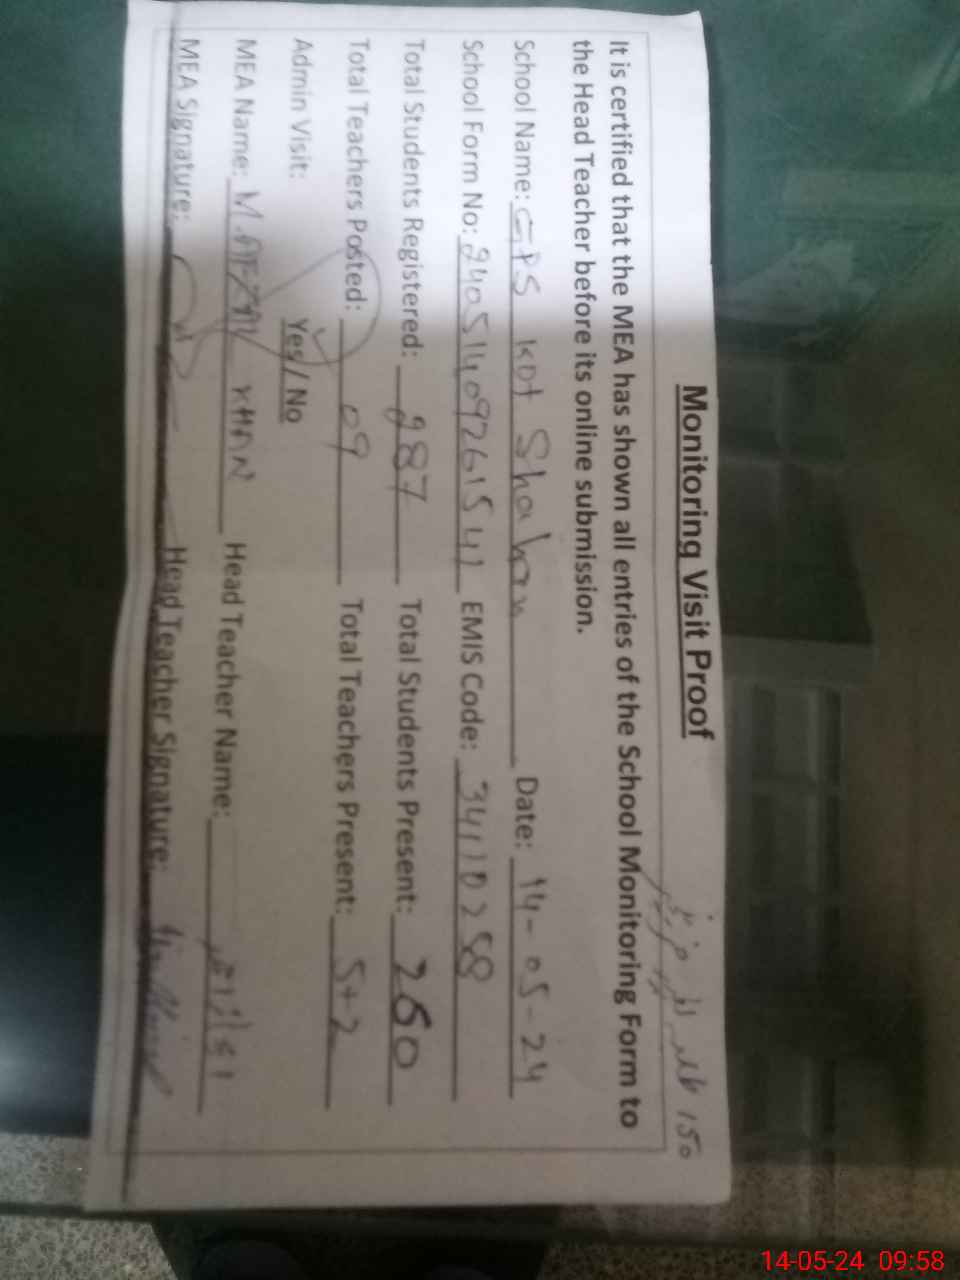 150
Monitoring Visit Proof
It is certified that the MEA has shown all entries of the School Monitoring Form to
the Head Teacher before its online submission.
School Name: GPS Kot Shaban Date: 14-05-24
School Form No: EMIS Code: 34110258
Total Students Registered: 287 Total Students Present: 260
Total Teachers Posted: 09 Total Teachers Present: 5+2
Admin Visit: Yes / No
MEA Name: M. AFZAL KHAN Head Teacher Name:
MEA Signature: Head Teacher Signature:
14-05-24 09:58